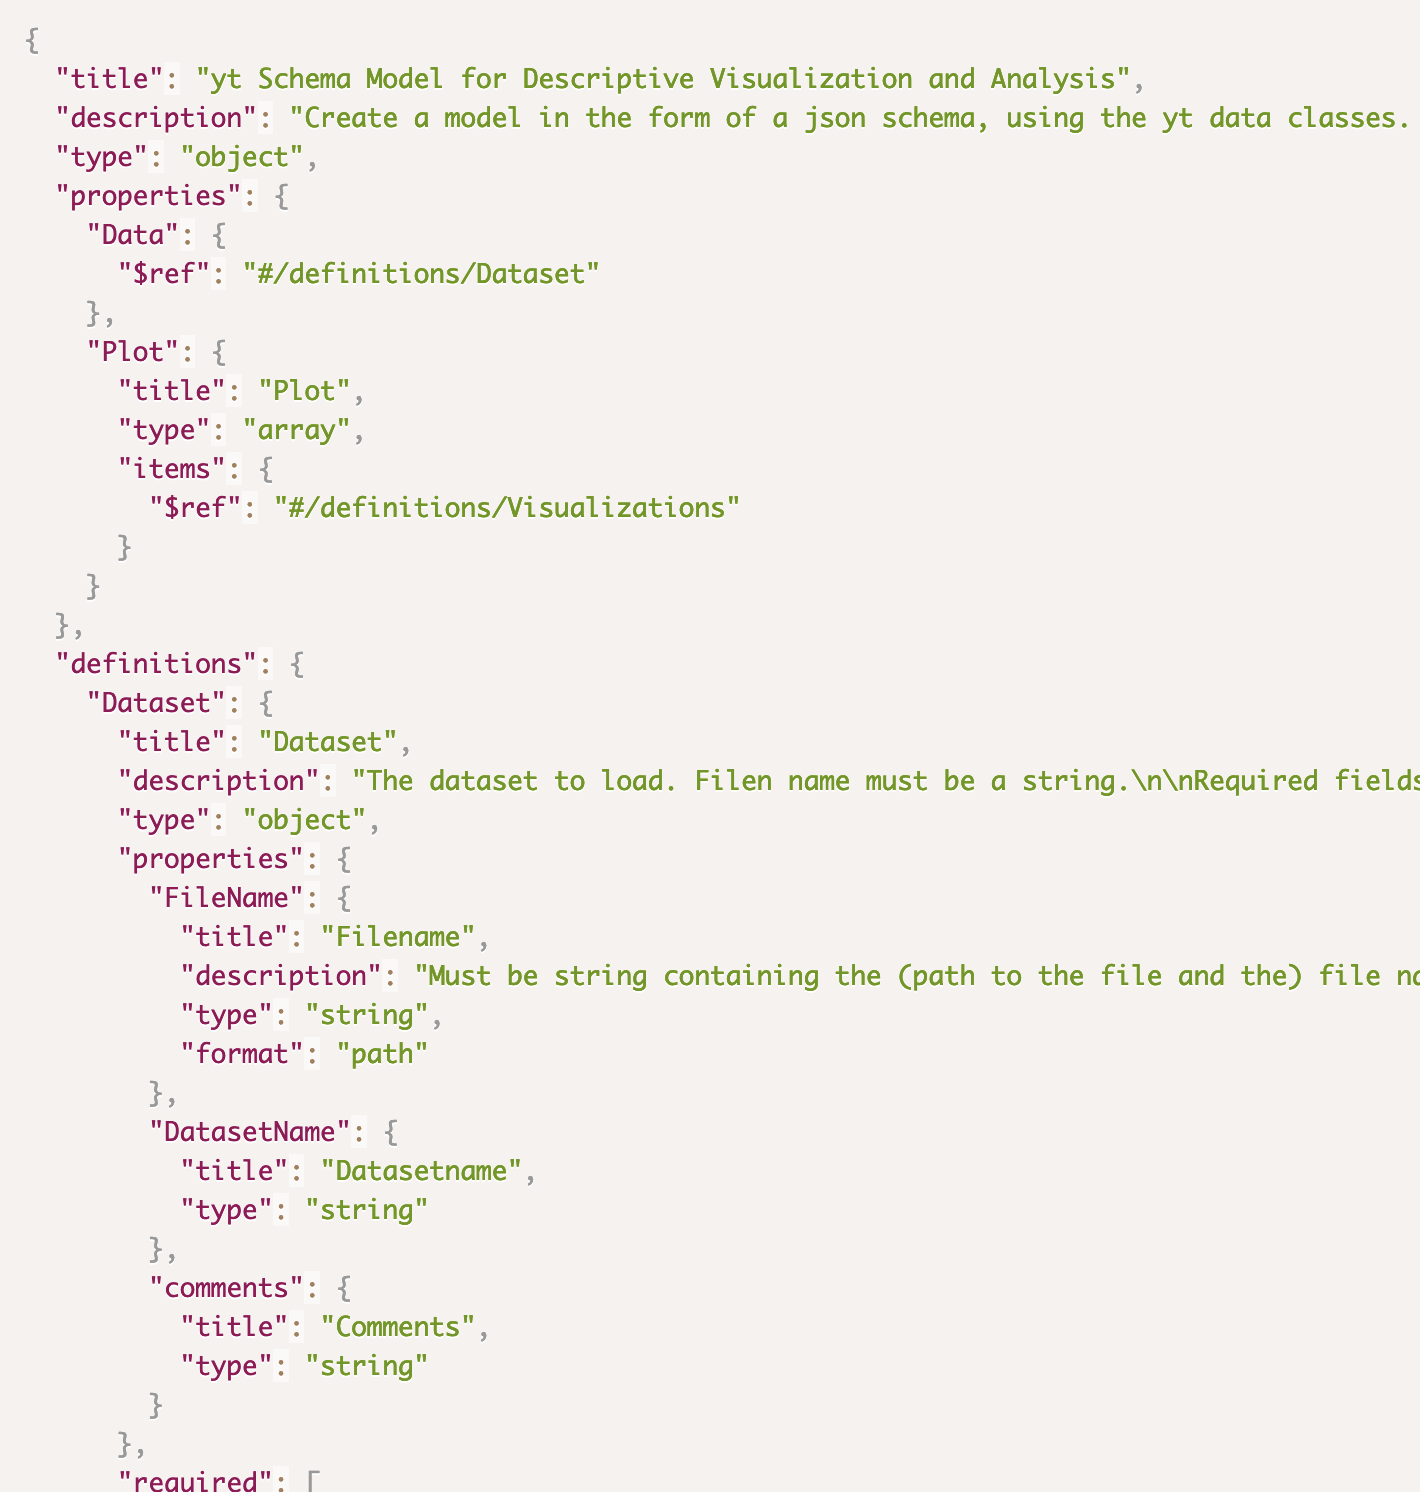 {
  "title": "yt Schema Model for Descriptive Visualization and Analysis",
  "description": "Create a model in the form of a json schema, using the yt data classes.
  "type": "object",
  "properties": {
    "Data": {
      "$ref": "#/definitions/Dataset"
    },
    "Plot": {
      "title": "Plot",
      "type": "array",
      "items": {
        "$ref": "#/definitions/Visualizations"
      }
    }
  },
  "definitions": {
    "Dataset": {
      "title": "Dataset",
      "description": "The dataset to load. Filen name must be a string.\n\nRequired fields
      "type": "object",
      "properties": {
        "FileName": {
          "title": "Filename",
          "description": "Must be string containing the (path to the file and the) file
          "type": "string",
          "format": "path"
        },
        "DatasetName": {
          "title": "Datasetname",
          "type": "string"
        },
        "comments": {
          "title": "Comments",
          "type": "string"
        }
      },
      "required": [